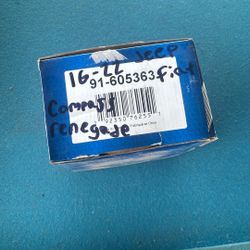 16-22 Jeep
91-605363 Fiat
Compass
renegade